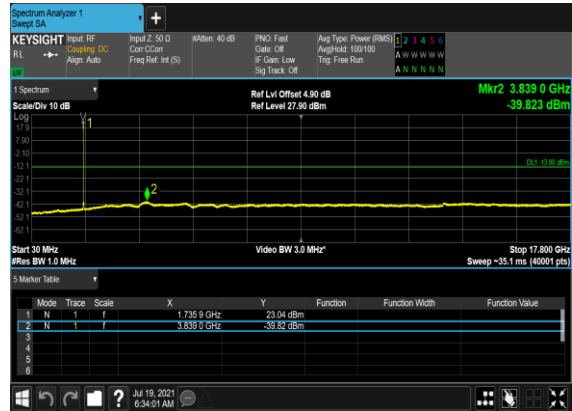 Spectrum Analyzer 1
Swept SA
+
KEYSIGHT Input: RF Input Z: 50 Ω #Atten: 40 dB PNO: Fast Avg Type: Power (RMS) 1 2 3 4 5 6
RL Coupling: DC Corr CCorr Gate: Off Avg|Hold: 100/100 A W W W W W
Align: Auto Freq Ref: Int (S) IF Gain: Low Trig: Free Run A N N N N N
Sig Track: Off
1 Spectrum Ref Lvl Offset 4.90 dB Mkr2 3.839 0 GHz
Scale/Div 10 dB Ref Level 27.90 dBm -39.823 dBm
Log
17.9
7.90
-2.10
-12.1
-22.1
-32.1
-42.1
-52.1
-62.1
1
2
DL1 -13.00 dBm
Start 30 MHz Video BW 3.0 MHz* Stop 17.800 GHz
#Res BW 1.0 MHz Sweep ~35.1 ms (40001 pts)
5 Marker Table
Mode Trace Scale X Y Function Function Width Function Value
1 N 1 f 1.735 9 GHz 23.04 dBm
2 N 1 f 3.839 0 GHz -39.82 dBm
3
4
5
6
?
Jul 19, 2021
6:34:01 AM